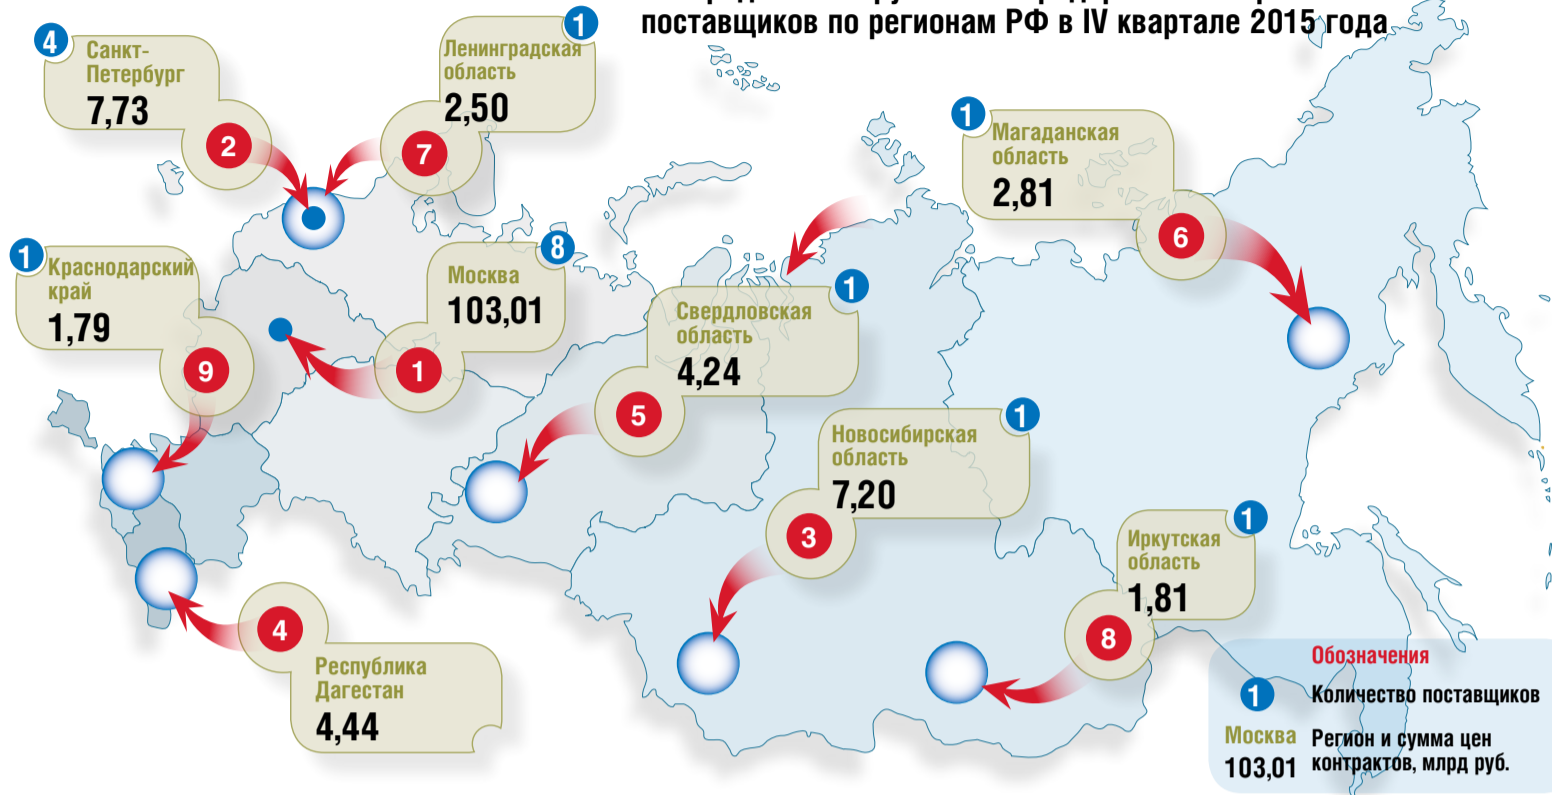 поставщиков по регионам РФ в IV квартале 2015 года
4
Санкт-
Петербург
7,73
2
1
Ленинградская
область
2,50
7
1
Магаданская
область
2,81
6
1
Краснодарский
край
1,79
9
8
Москва
103,01
1
1
Свердловская
область
4,24
5
1
Новосибирская
область
7,20
3
1
Иркутская
область
1,81
8
4
Республика
Дагестан
4,44
Обозначения
1 Количество поставщиков
Москва Регион и сумма цен
103,01 контрактов, млрд руб.